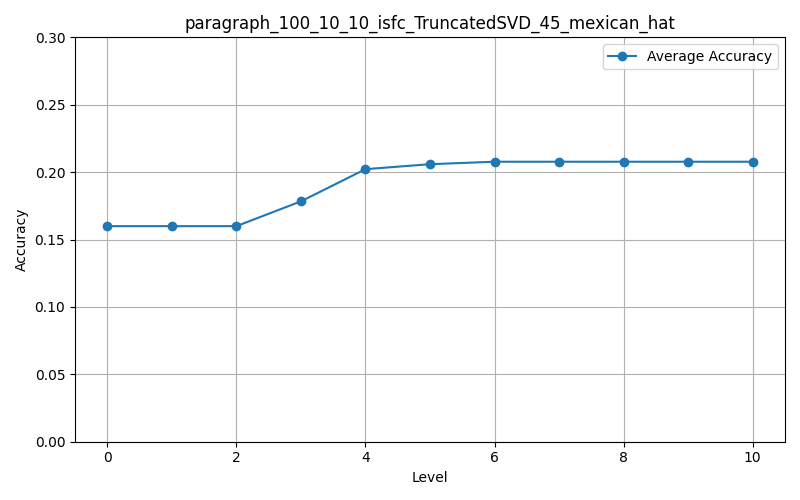 paragraph_100_10_10_isfc_TruncatedSVD_45_mexican_hat
Average Accuracy
Accuracy
0.30
0.25
0.20
0.15
0.10
0.05
0.00
0 2 4 6 8 10
Level